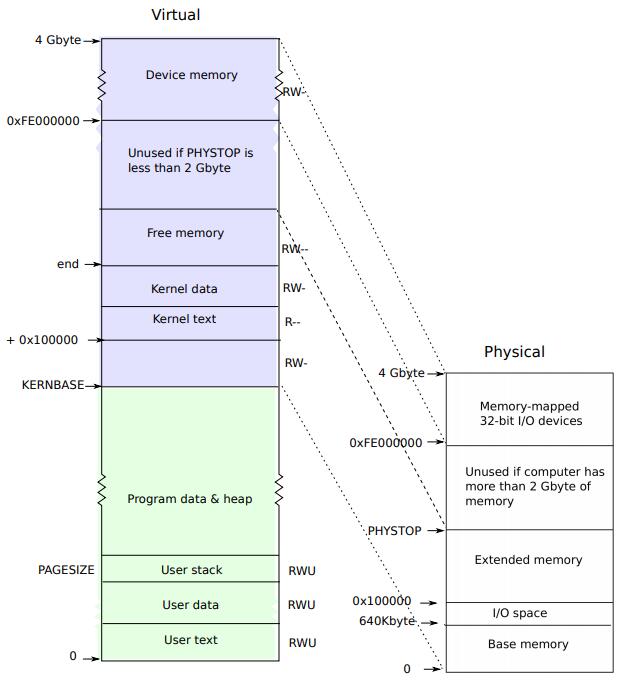 Virtual
4 Gbyte
Device memory
RW-
0xFE000000
Unused if PHYSTOP is
less than 2 Gbyte
Free memory
RW--
end
Kernel data
RW-
Kernel text
R--
+ 0x100000
RW-
KERNBASE
Program data & heap
PAGESIZE
User stack
RWU
User data
RWU
User text
RWU
0
Physical
4 Gbyte
Memory-mapped
32-bit I/O devices
0xFE000000
Unused if computer has
more than 2 Gbyte of
memory
PHYSTOP
Extended memory
0x100000
I/O space
640Kbyte
Base memory
0